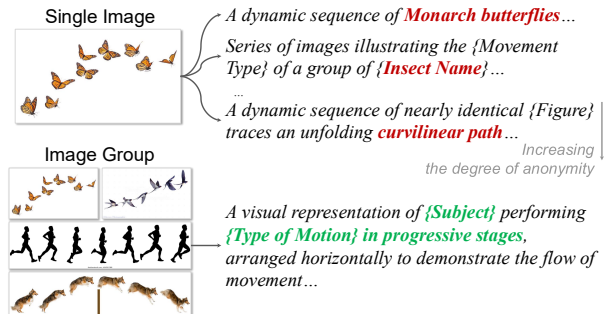 Single Image
A dynamic sequence of Monarch butterflies…
Series of images illustrating the {Movement
Type} of a group of {Insect Name}…
…
A dynamic sequence of nearly identical {Figure}
traces an unfolding curvilinear path…
Increasing
the degree of anonymity
Image Group
A visual representation of {Subject} performing
{Type of Motion} in progressive stages,
arranged horizontally to demonstrate the flow of
movement…